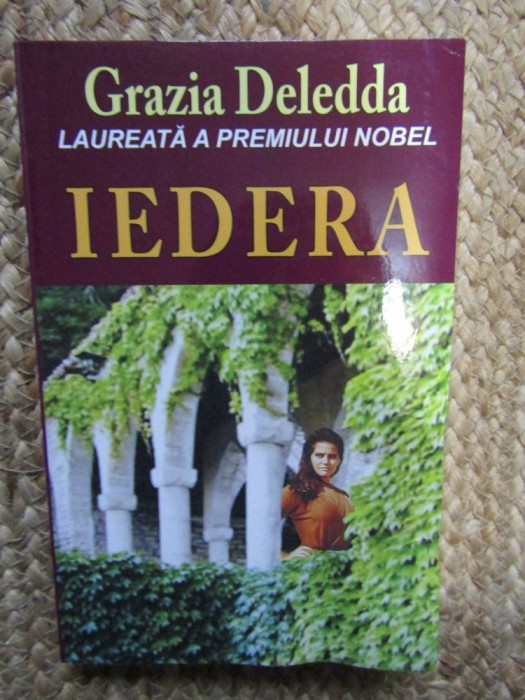 Grazia Deledda
LAUREATĂ A PREMIULUI NOBEL
IEDERA